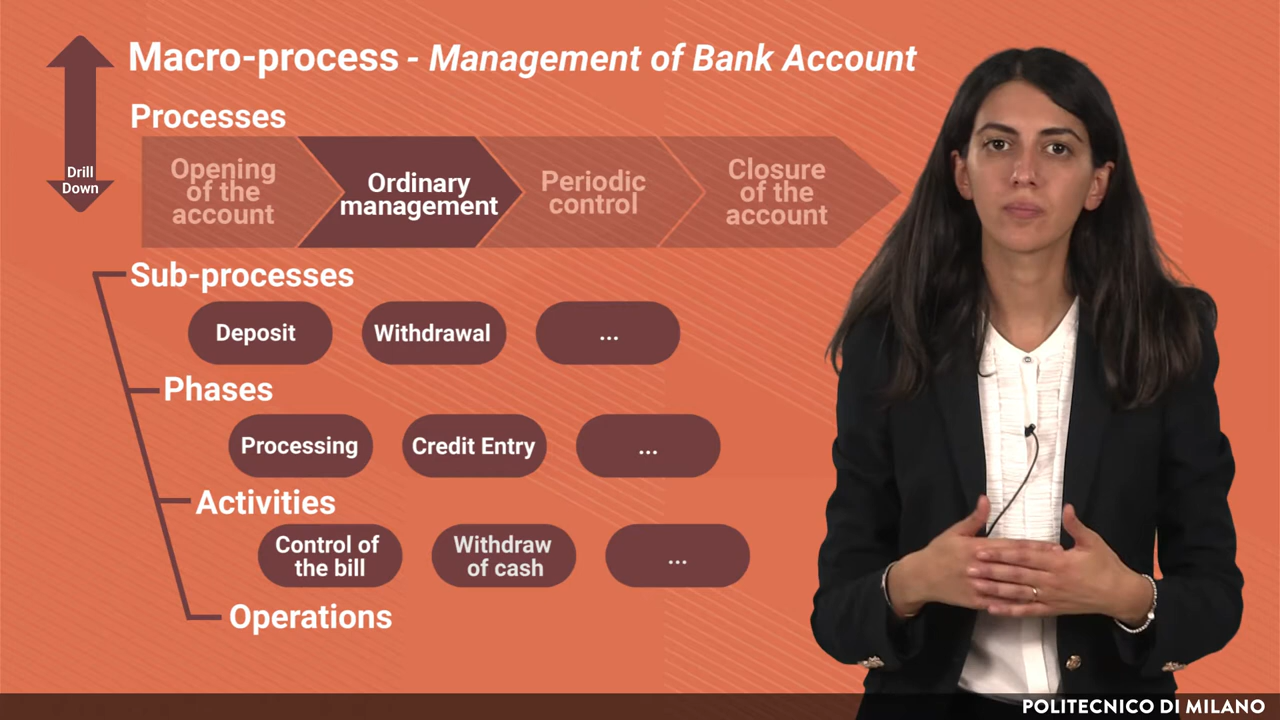 Macro-process - Management of Bank Account
Processes
Drill
Down
Opening
of the
account
Ordinary
management
Periodic
control
Closure
of the
account
Sub-processes
Deposit
Withdrawal
...
Phases
Processing
Credit Entry
...
Activities
Control of
the bill
Withdraw
of cash
...
Operations
POLITECNICO DI MILANO